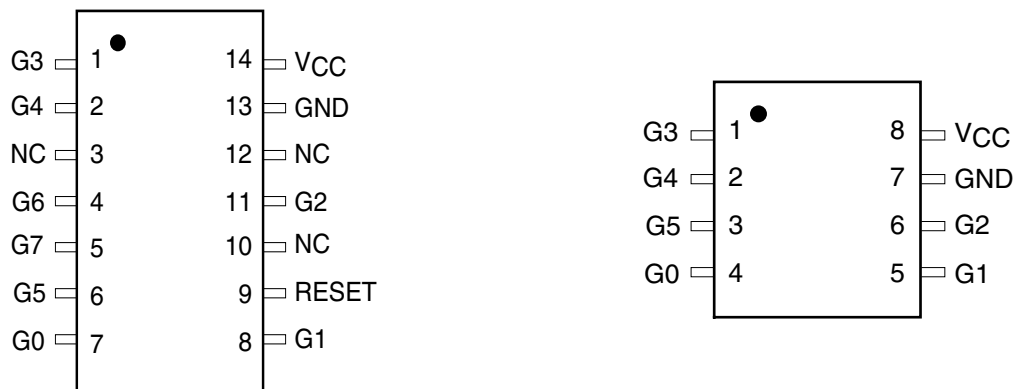 G3 1 14 VCC
G4 2 13 GND
NC 3 12 NC
G6 4 11 G2
G7 5 10 NC
G5 6 9 RESET
G0 7 8 G1
G3 1 8 VCC
G4 2 7 GND
G5 3 6 G2
G0 4 5 G1